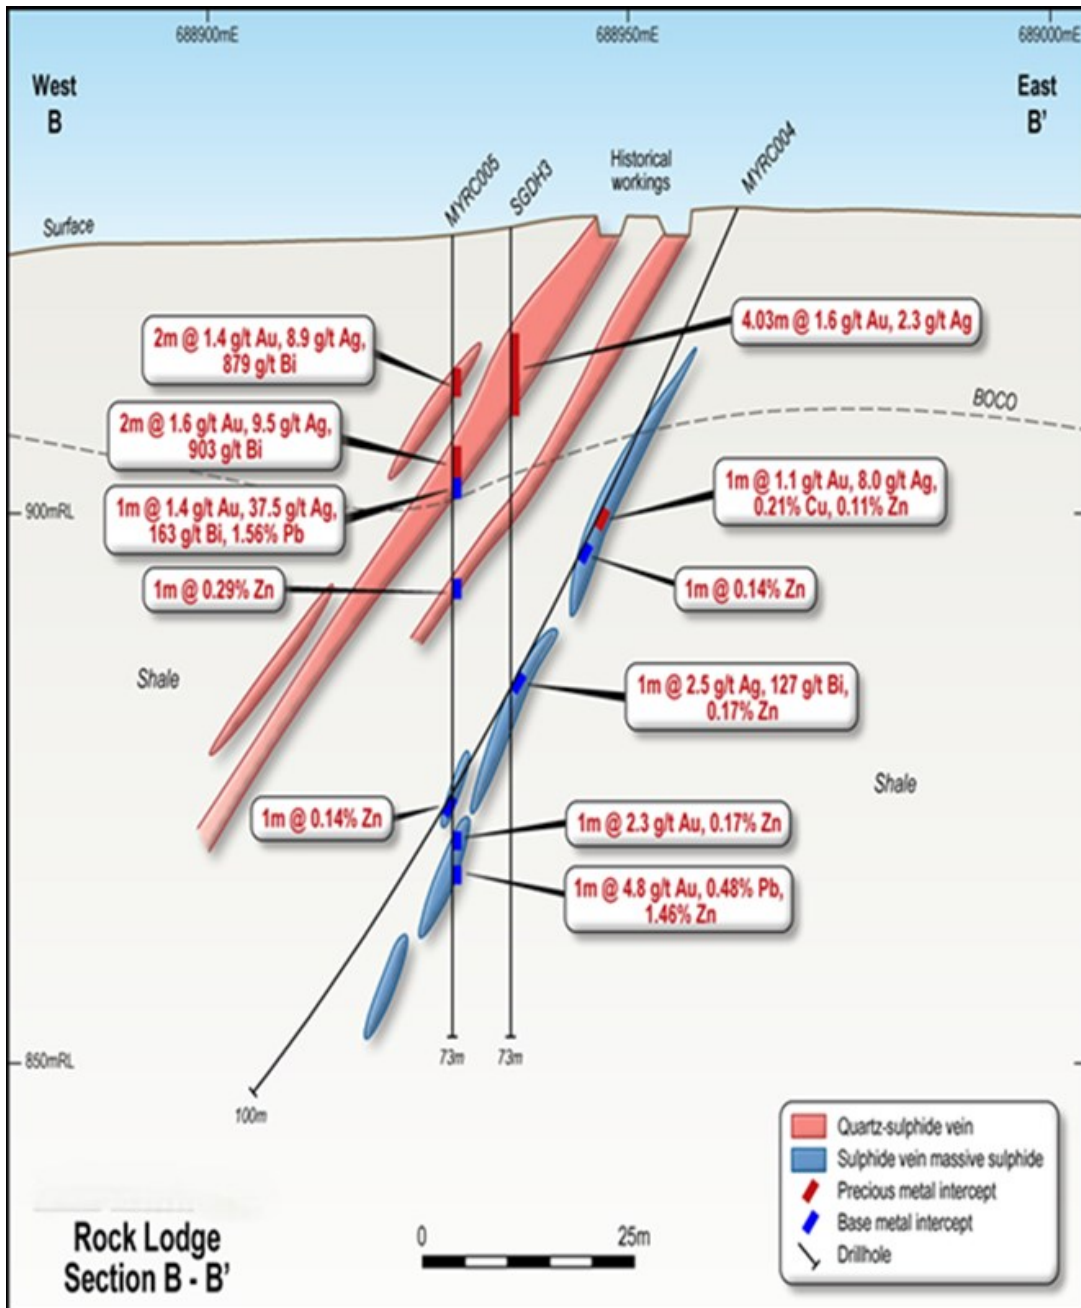 688900mE
688950mE
689000mE
West
B
East
B'
MYRC005
SGDH3
Historical
workings
MYRC004
Surface
2m @ 1.4 g/t Au, 8.9 g/t Ag,
879 g/t Bi
4.03m @ 1.6 g/t Au, 2.3 g/t Ag
BOCO
2m @ 1.6 g/t Au, 9.5 g/t Ag,
903 g/t Bi
1m @ 1.1 g/t Au, 8.0 g/t Ag,
0.21% Cu, 0.11% Zn
900mRL
1m @ 1.4 g/t Au, 37.5 g/t Ag,
163 g/t Bi, 1.56% Pb
1m @ 0.29% Zn
1m @ 0.14% Zn
Shale
1m @ 2.5 g/t Ag, 127 g/t Bi,
0.17% Zn
Shale
1m @ 0.14% Zn
1m @ 2.3 g/t Au, 0.17% Zn
1m @ 4.8 g/t Au, 0.48% Pb,
1.46% Zn
850mRL
73m
73m
100m
Quartz-sulphide vein
Sulphide vein massive sulphide
Precious metal intercept
Base metal intercept
Drillhole
Rock Lodge
Section B - B'
0
25m